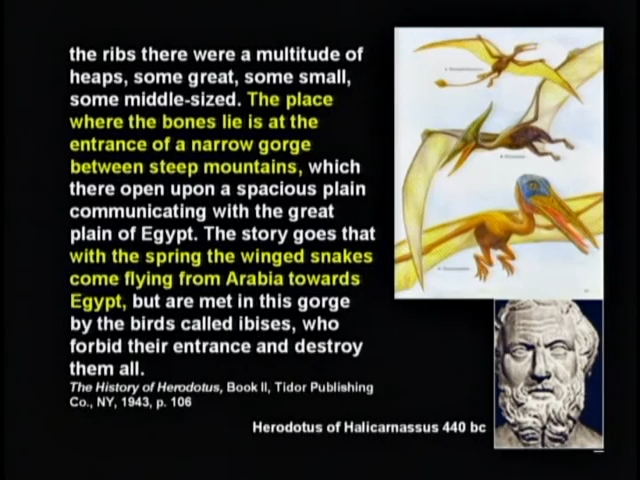 the ribs there were a multitude of
heaps, some great, some small,
some middle-sized. The place
where the bones lie is at the
entrance of a narrow gorge
between steep mountains, which
there open upon a spacious plain
communicating with the great
plain of Egypt. The story goes that
with the spring the winged snakes
come flying from Arabia towards
Egypt, but are met in this gorge
by the birds called ibises, who
forbid their entrance and destroy
them all.
The History of Herodotus, Book II, Tidor Publishing
Co., NY, 1943, p. 106
Herodotus of Halicarnassus 440 bc